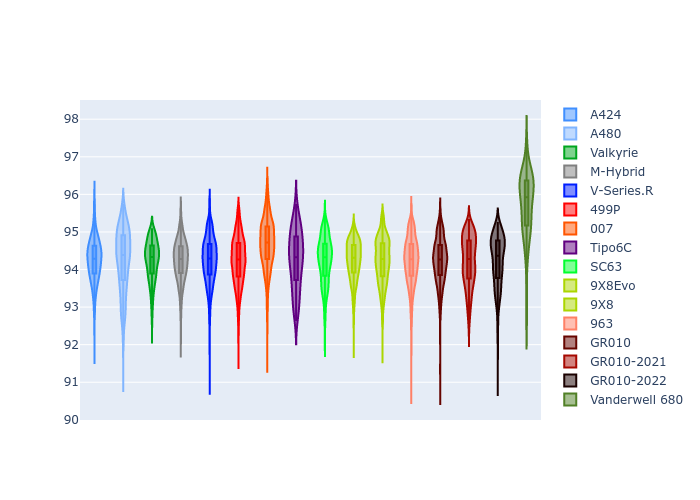 98
97
96
95
94
93
92
91
90
A424
A480
Valkyrie
M-Hybrid
V-Series.R
499P
007
Tipo6C
SC63
9X8Evo
9X8
963
GR010
GR010-2021
GR010-2022
Vanderwell 680